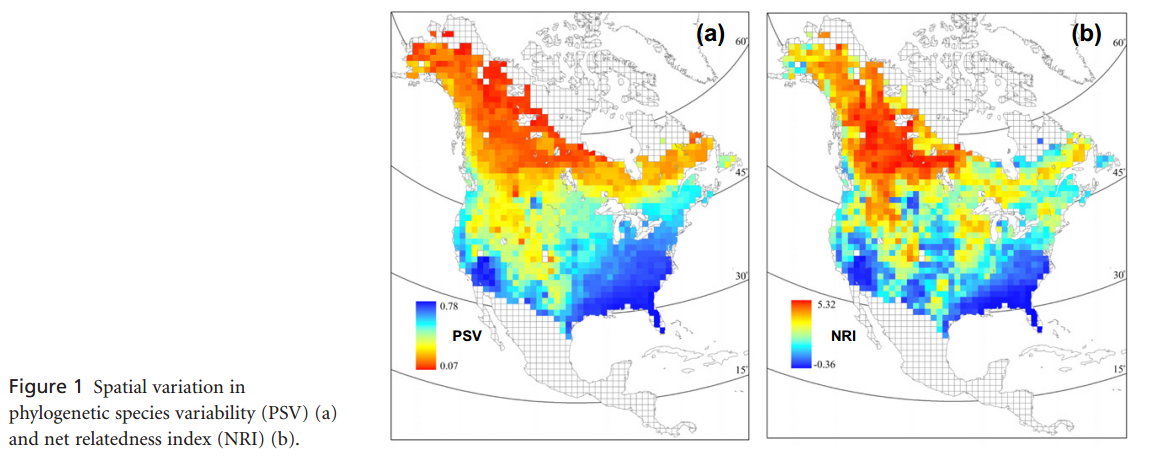 (a)
60°
45°
30°
15°
0.78
PSV
0.07
(b)
60°
45°
30°
15°
5.32
NRI
-0.36
Figure 1 Spatial variation in
phylogenetic species variability (PSV) (a)
and net relatedness index (NRI) (b).